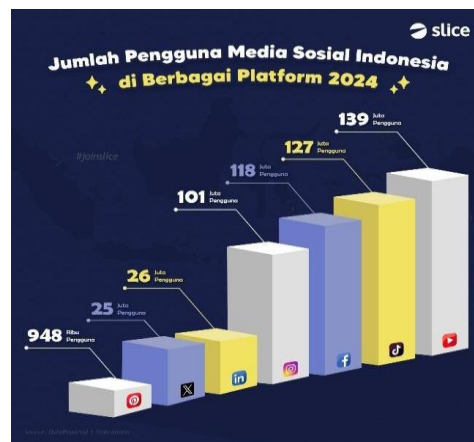 slice
Jumlah Pengguna Media Sosial Indonesia
di Berbagai Platform 2024
#joinslice
139 Juta Pengguna
127 Juta Pengguna
118 Juta Pengguna
101 Juta Pengguna
26 Juta Pengguna
25 Juta Pengguna
948 Ribu Pengguna
in